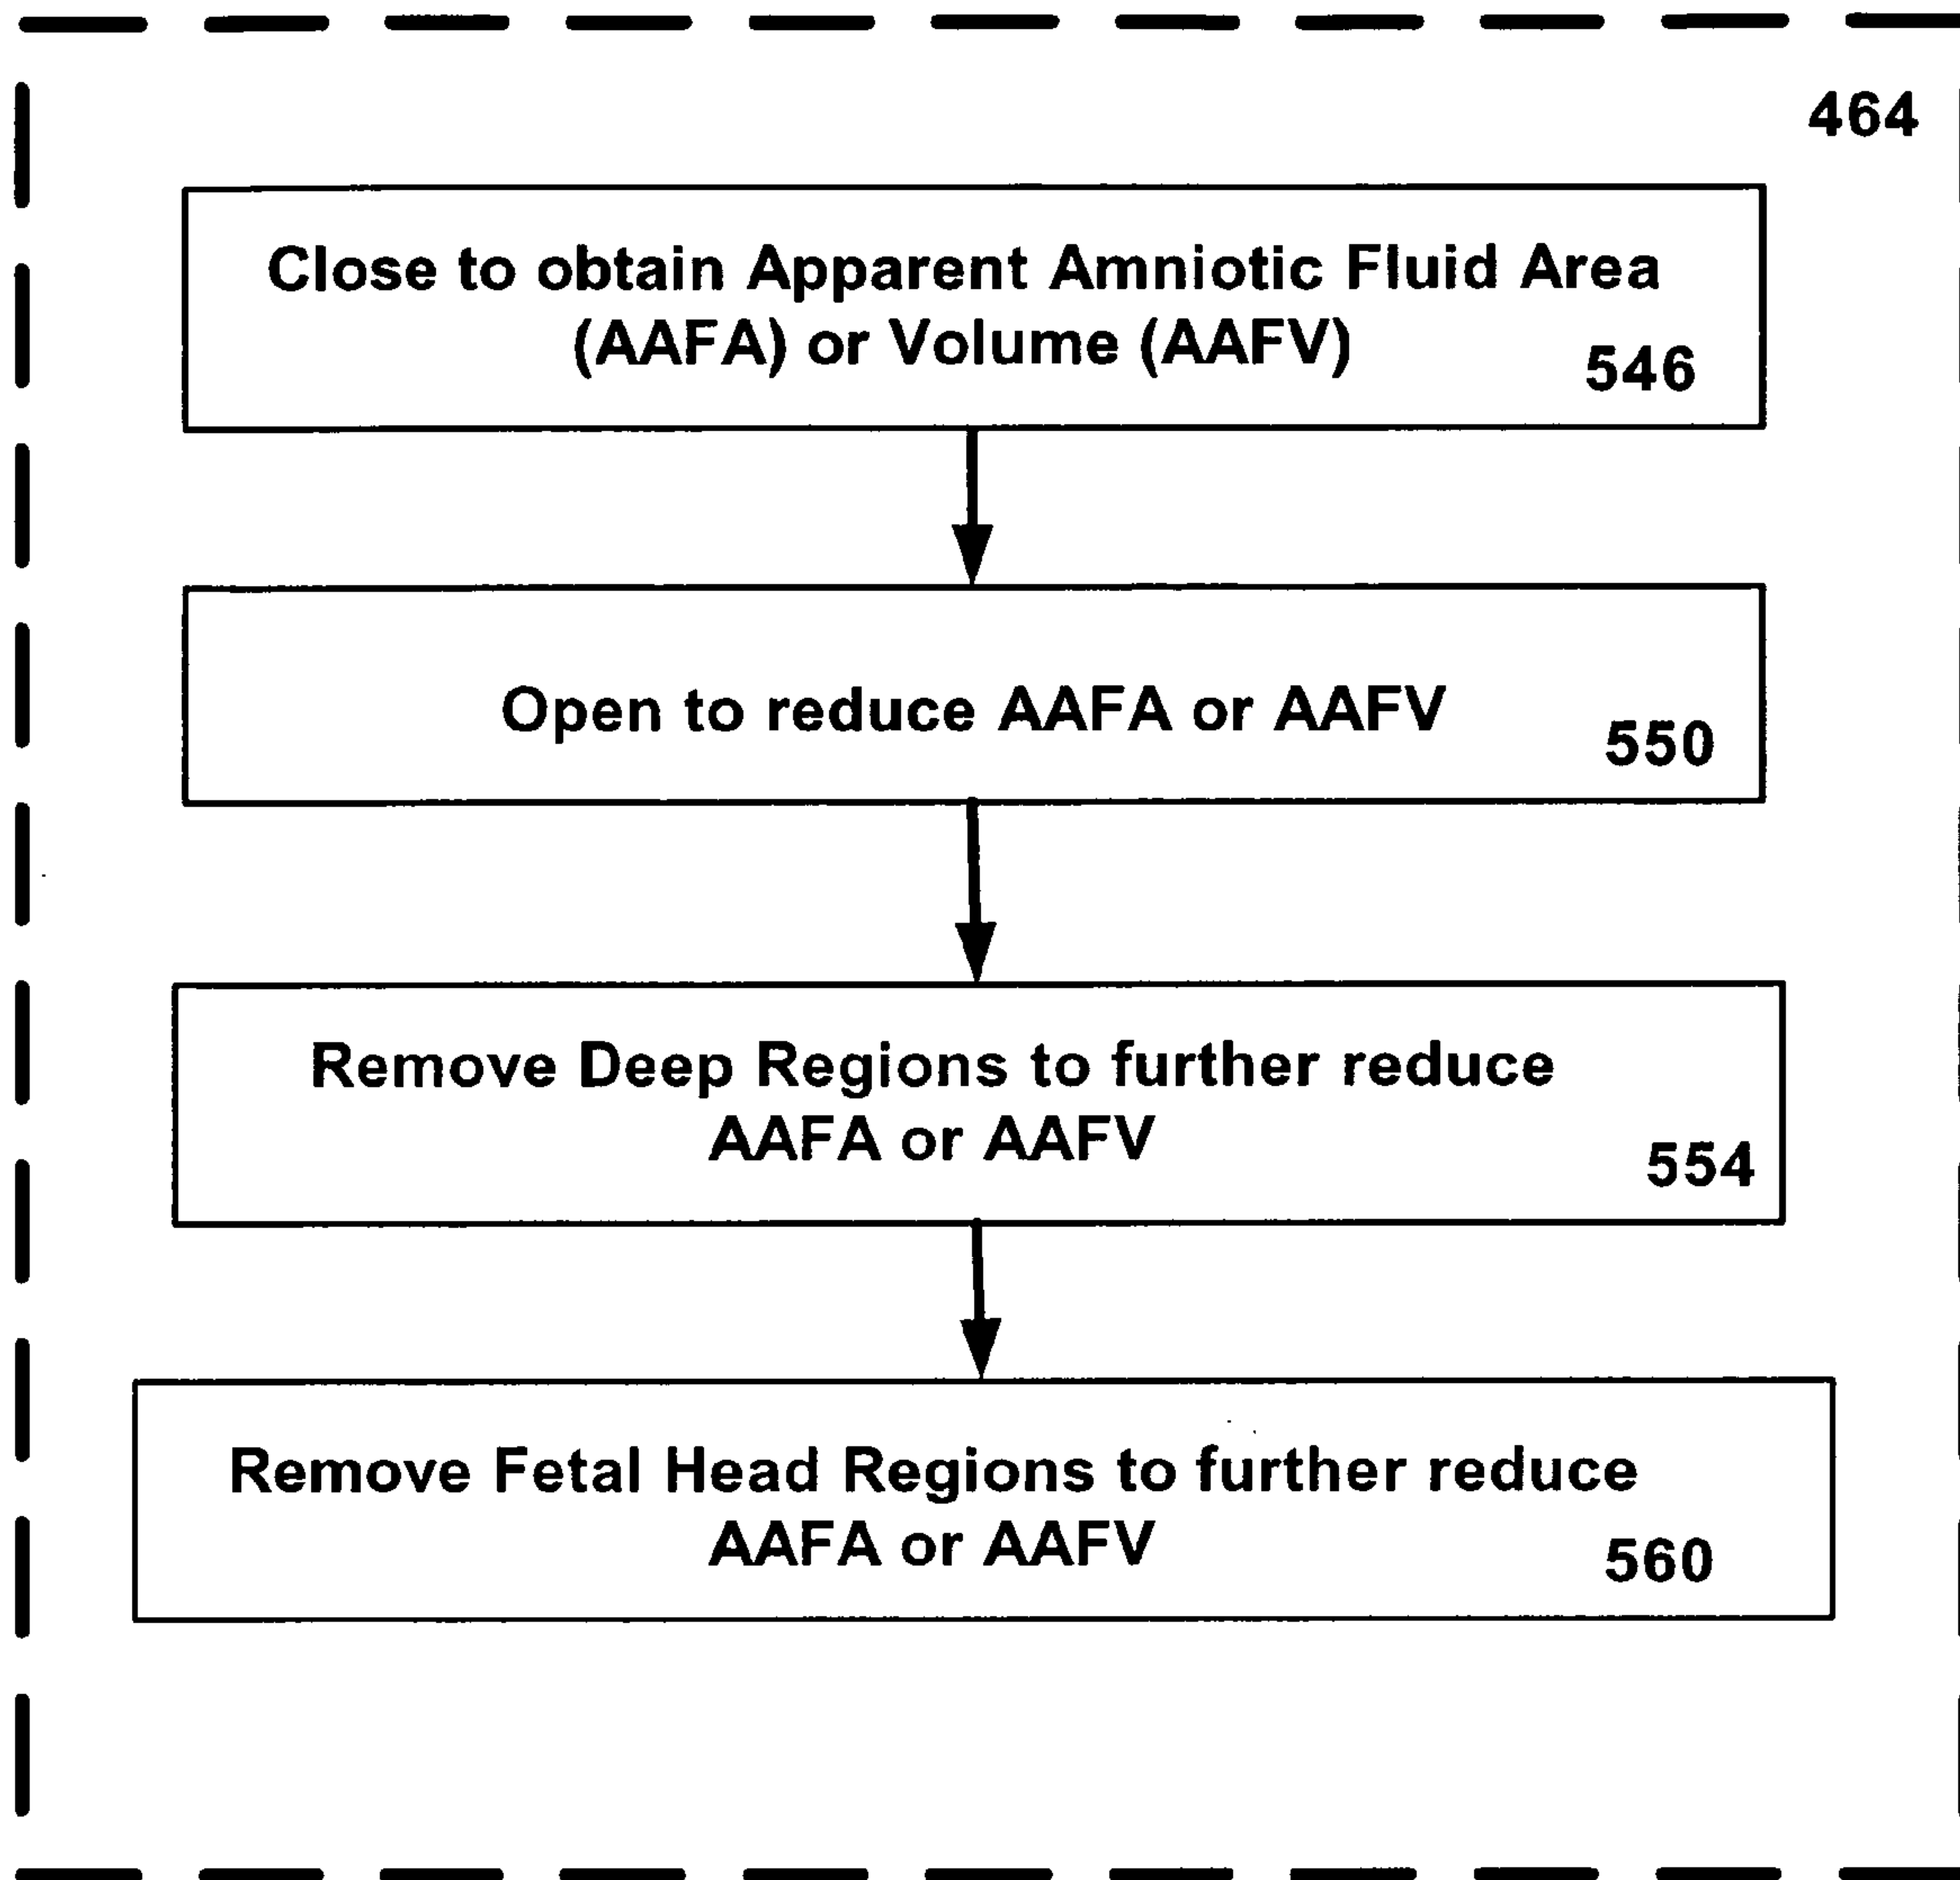 464
Close to obtain Apparent Amniotic Fluid Area
(AAFA) or Volume (AAFV)
546
Open to reduce AAFA or AAFV
550
Remove Deep Regions to further reduce
AAFA or AAFV
554
Remove Fetal Head Regions to further reduce
AAFA or AAFV
560